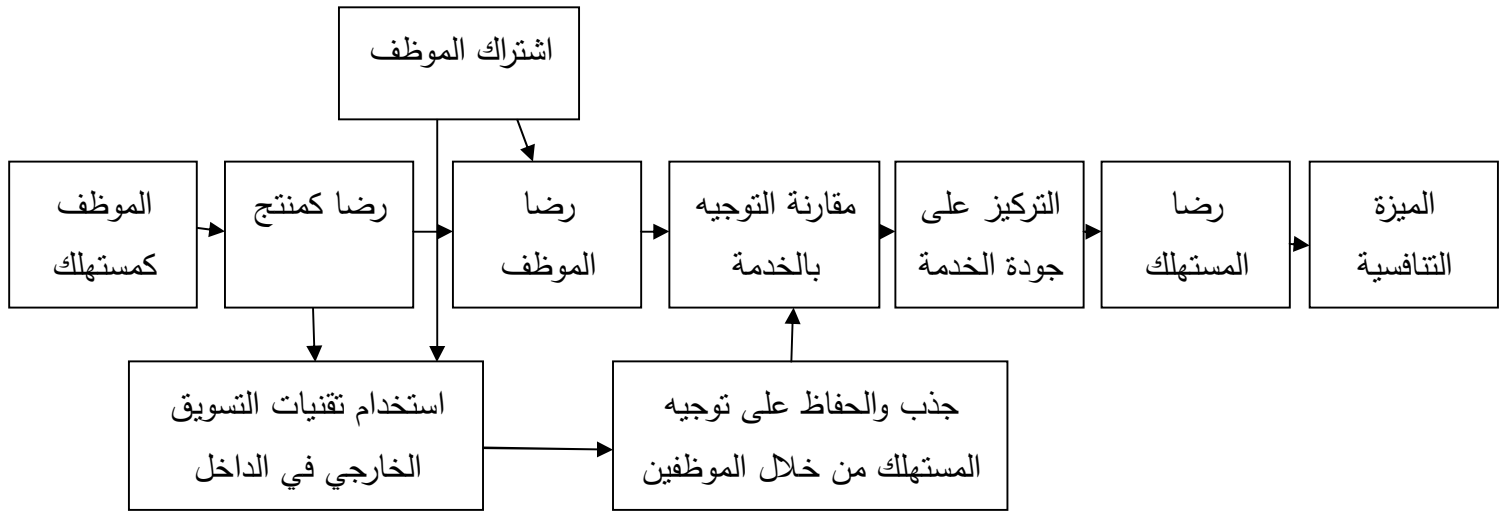 اشتراك الموظف
الموظف
كمستهلك
رضا كمنتج
رضا
الموظف
مقارنة التوجيه
بالخدمة
التركيز على
جودة الخدمة
رضا
المستهلك
الميزة
التنافسية
استخدام تقنيات التسويق
الخارجي في الداخل
جذب والحفاظ على توجيه
المستهلك من خلال الموظفين